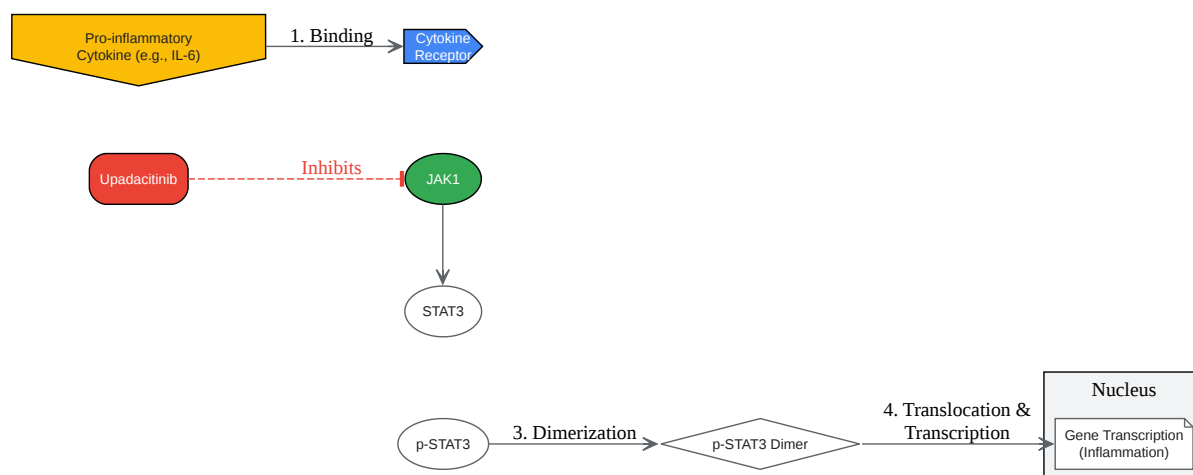 Pro-inflammatory
Cytokine (e.g., IL-6)
1. Binding
Cytokine
Receptor
Upadacitinib
Inhibits
JAK1
STAT3
p-STAT3
3. Dimerization
p-STAT3 Dimer
4. Translocation &
Transcription
Nucleus
Gene Transcription
(Inflammation)